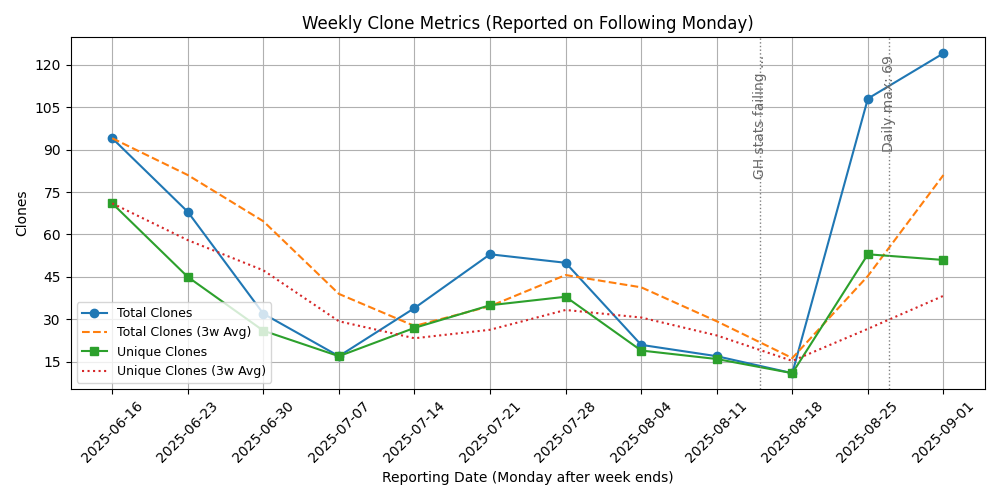 Weekly Clone Metrics (Reported on Following Monday)
Clones
120
105
90
75
60
45
30
15
GH stats failing ...
Daily max: 69
Total Clones
Total Clones (3w Avg)
Unique Clones
Unique Clones (3w Avg)
2025-06-16
2025-06-23
2025-06-30
2025-07-07
2025-07-14
2025-07-21
2025-07-28
2025-08-04
2025-08-11
2025-08-18
2025-08-25
2025-09-01
Reporting Date (Monday after week ends)